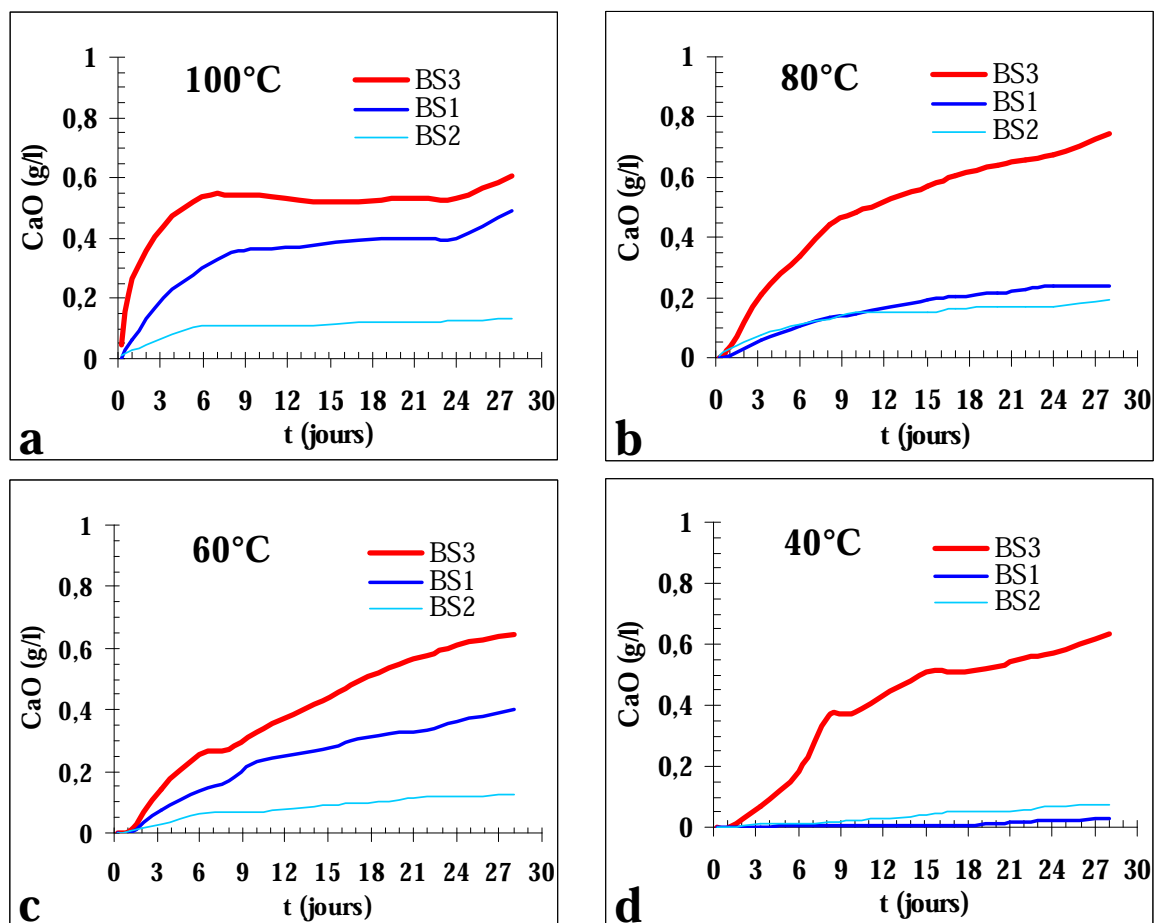 100°C
BS3
BS1
BS2
1
0,8
0,6
0,4
0,2
0
CaO (g/l)
0 3 6 9 12 15 18 21 24 27 30
t (jours)
a
80°C
BS3
BS1
BS2
1
0,8
0,6
0,4
0,2
0
CaO (g/l)
0 3 6 9 12 15 18 21 24 27 30
t (jours)
b
60°C
BS3
BS1
BS2
1
0,8
0,6
0,4
0,2
0
CaO (g/l)
0 3 6 9 12 15 18 21 24 27 30
t (jours)
c
40°C
BS3
BS1
BS2
1
0,8
0,6
0,4
0,2
0
CaO (g/l)
0 3 6 9 12 15 18 21 24 27 30
t (jours)
d